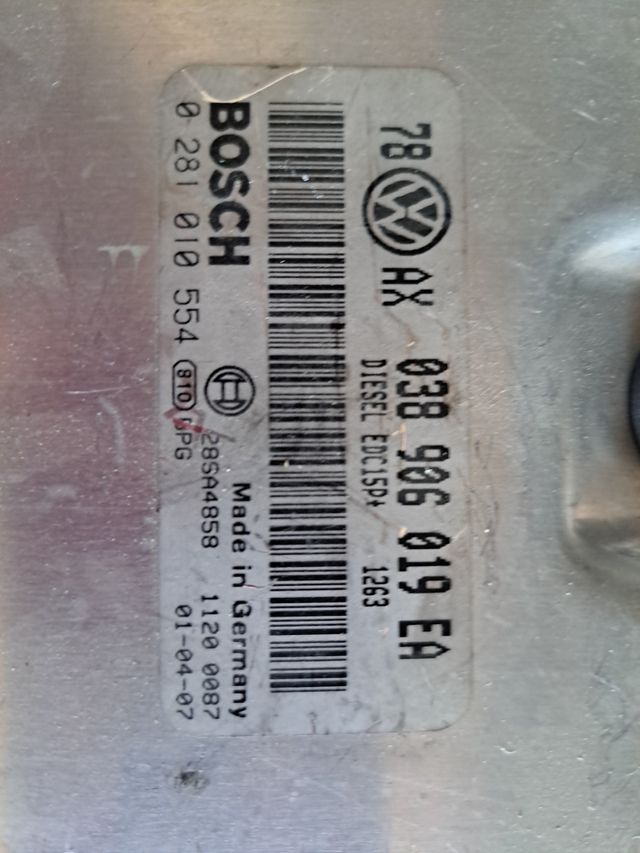 78 AX 038 906 019 EA
DIESEL EDC15P+ 1263
BOSCH Made in Germany
28SA4858 1120 0087
0 281 010 554 810 01-04-07